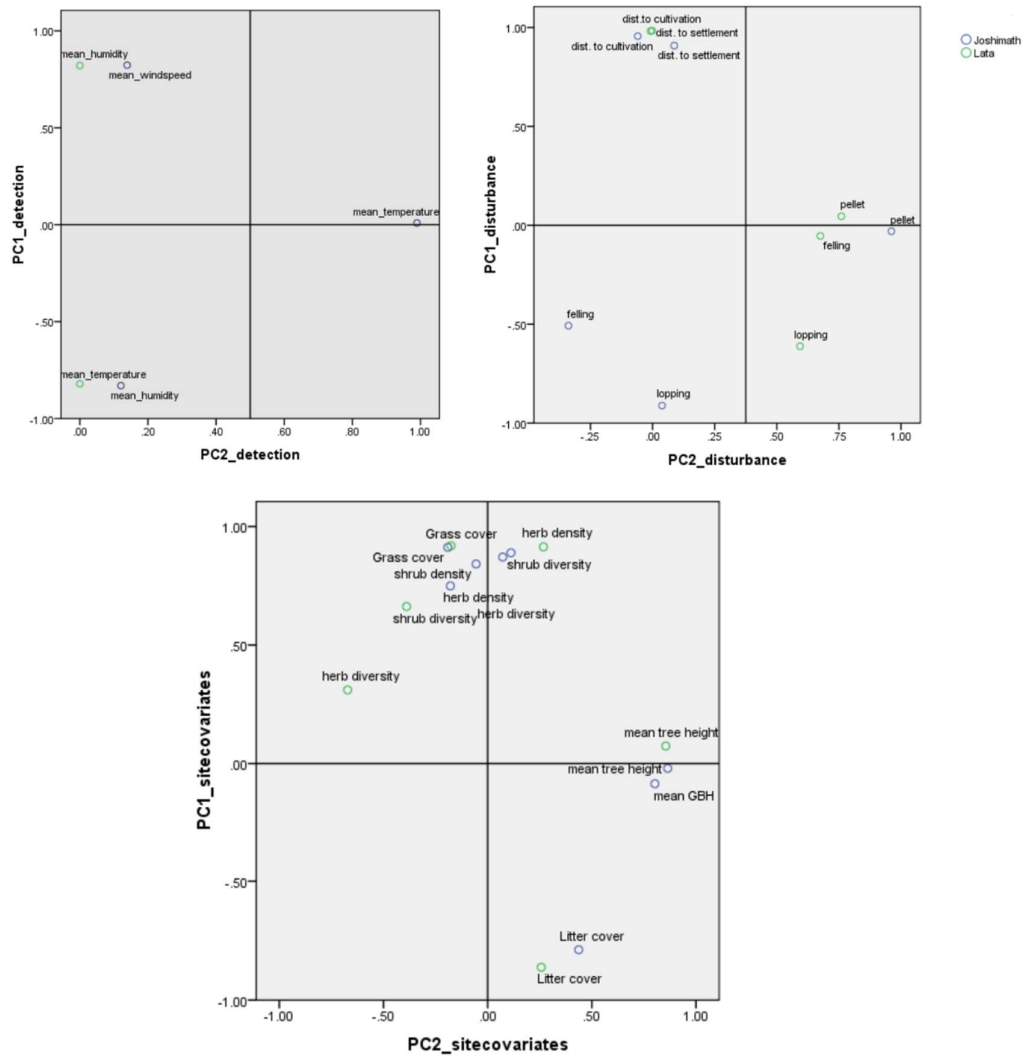 1.00
mean_humidity
mean_windspeed
.50
mean_temperature
.00
-.50
mean_temperature
mean_humidity
-1.00
.00 .20 .40 .60 .80 1.00
PC1_detection
PC2_detection
1.00
dist.to cultivation
dist. to settlement
dist. to cultivation
dist. to settlement
.50
pellet
pellet
.00
felling
felling
-.50
lopping
lopping
-1.00
-.25 .00 .25 .50 .75 1.00
PC1_disturbance
PC2_disturbance
Joshimath
Lata
1.00
Grass cover herb density
Grass cover
shrub diversity
shrub density
herb density
herb diversity
shrub diversity
.50
herb diversity
mean tree height
.00
mean tree height
mean GBH
-.50
Litter cover
Litter cover
-1.00
-1.00 -.50 .00 .50 1.00
PC1_sitecovariates
PC2_sitecovariates